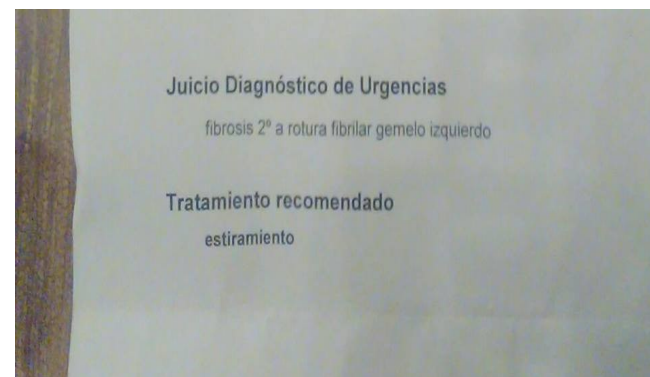 Juicio Diagnóstico de Urgencias
fibrosis 2º a rotura fibrilar gemelo izquierdo
Tratamiento recomendado
estiramiento